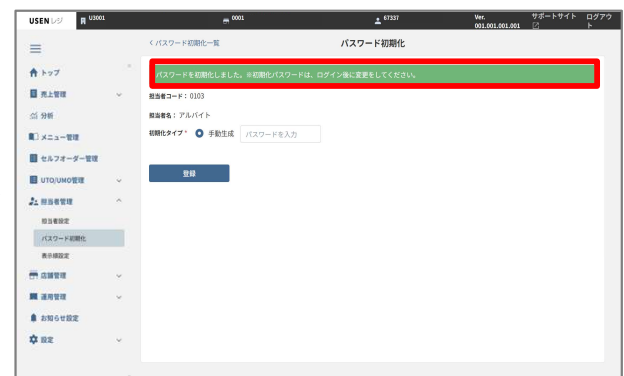 USEN レジ U3001 0001 67337 Ver. 001.001.001.001 サポートサイト ログアウト
< パスワード初期化一覧 パスワード初期化
トップ
パスワードを初期化しました。※初期化パスワードは、ログイン後に変更をしてください。
売上管理
担当者コード： 0103
分析
担当者名： アルバイト
メニュー管理
初期化タイプ * 手動生成 パスワードを入力
セルフオーダー管理
登録
UTO/UMO管理
担当者管理
担当者設定
パスワード初期化
表示順設定
店舗管理
運用管理
お知らせ設定
設定